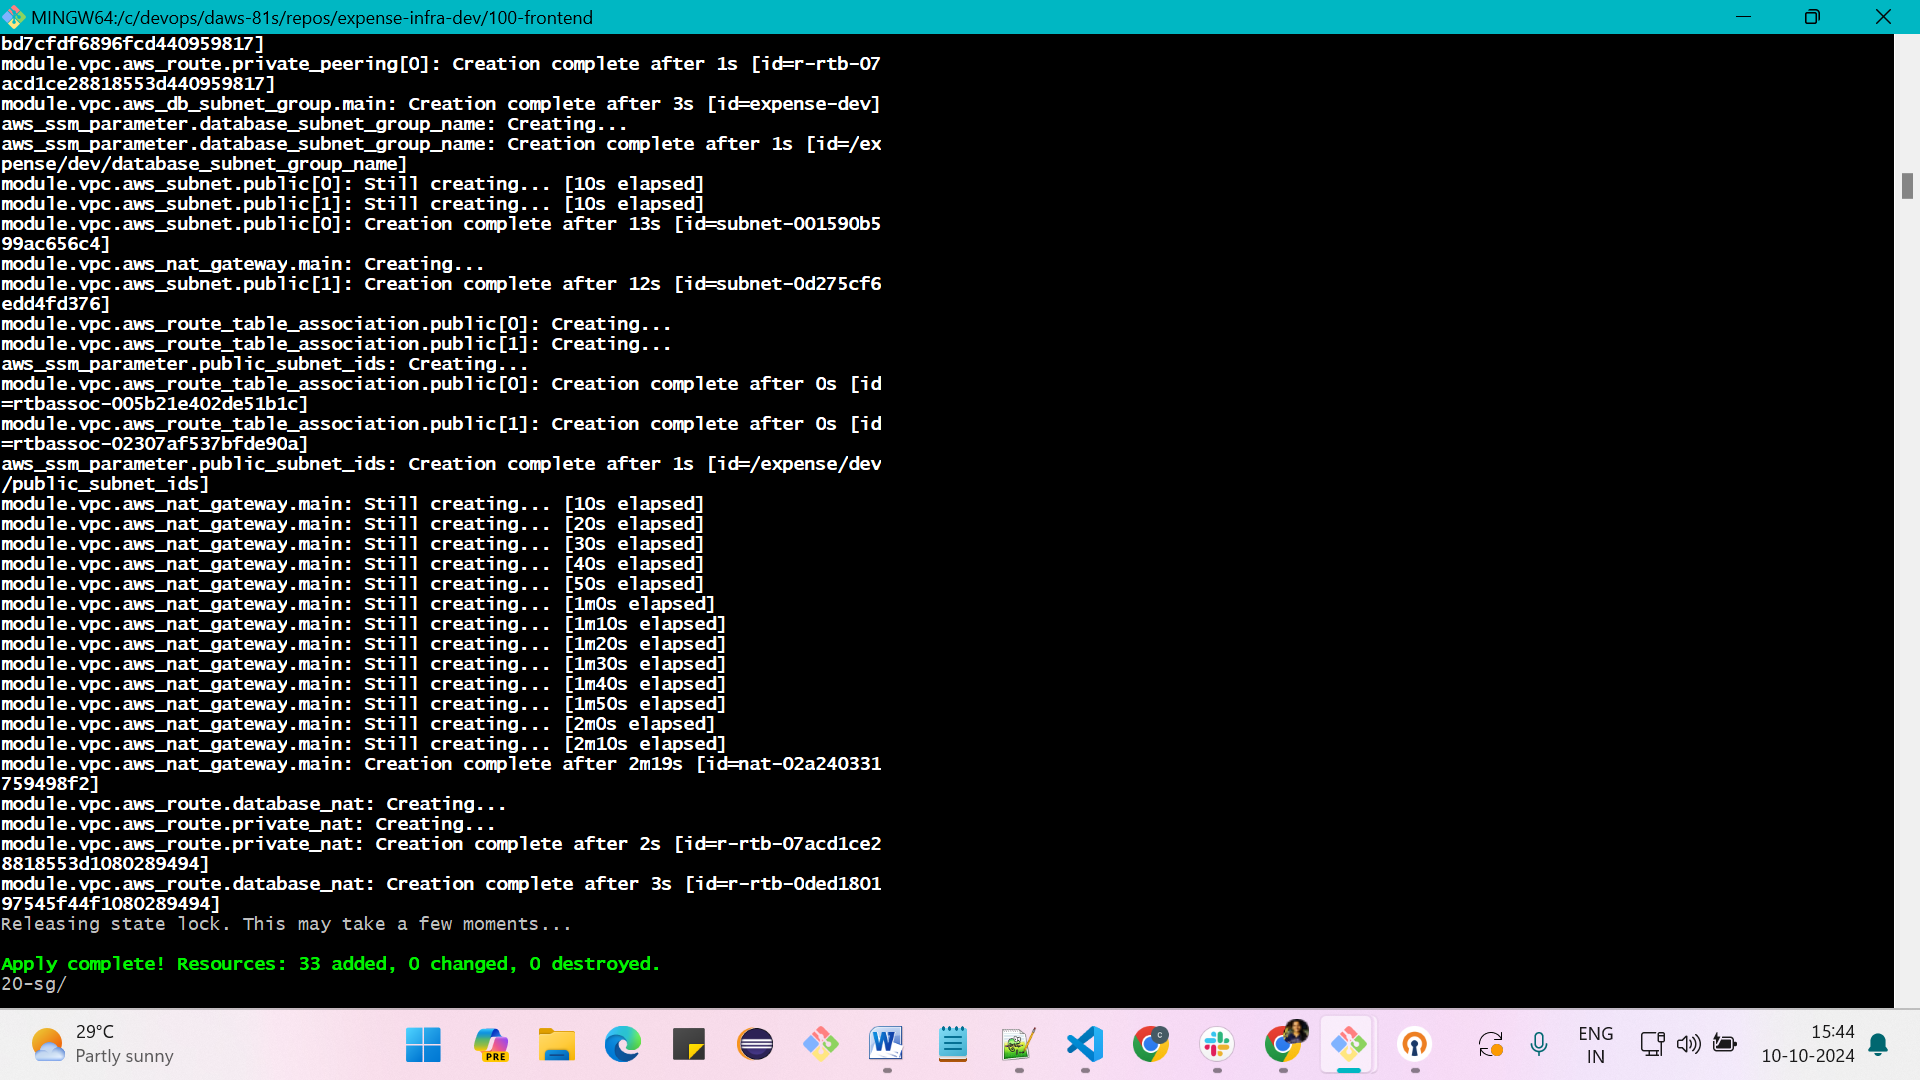 MINGW64:/c/devops/daws-81s/repos/expense-infra-dev/100-frontend
bd7cfdf6896fcd440959817]
module.vpc.aws_route.private_peering[0]: Creation complete after 1s [id=r-rtb-07
acd1ce28818553d440959817]
module.vpc.aws_db_subnet_group.main: Creation complete after 3s [id=expense-dev]
aws_ssm_parameter.database_subnet_group_name: Creating...
aws_ssm_parameter.database_subnet_group_name: Creation complete after 1s [id=/ex
pense/dev/database_subnet_group_name]
module.vpc.aws_subnet.public[0]: Still creating... [10s elapsed]
module.vpc.aws_subnet.public[1]: Still creating... [10s elapsed]
module.vpc.aws_subnet.public[0]: Creation complete after 13s [id=subnet-001590b5
99ac656c4]
module.vpc.aws_nat_gateway.main: Creating...
module.vpc.aws_subnet.public[1]: Creation complete after 12s [id=subnet-0d275cf6
edd4fd376]
module.vpc.aws_route_table_association.public[0]: Creating...
module.vpc.aws_route_table_association.public[1]: Creating...
aws_ssm_parameter.public_subnet_ids: Creating...
module.vpc.aws_route_table_association.public[0]: Creation complete after 0s [id
=rtbassoc-005b21e402de51b1c]
module.vpc.aws_route_table_association.public[1]: Creation complete after 0s [id
=rtbassoc-02307af537bfde90a]
aws_ssm_parameter.public_subnet_ids: Creation complete after 1s [id=/expense/dev
/public_subnet_ids]
module.vpc.aws_nat_gateway.main: Still creating... [10s elapsed]
module.vpc.aws_nat_gateway.main: Still creating... [20s elapsed]
module.vpc.aws_nat_gateway.main: Still creating... [30s elapsed]
module.vpc.aws_nat_gateway.main: Still creating... [40s elapsed]
module.vpc.aws_nat_gateway.main: Still creating... [50s elapsed]
module.vpc.aws_nat_gateway.main: Still creating... [1m0s elapsed]
module.vpc.aws_nat_gateway.main: Still creating... [1m10s elapsed]
module.vpc.aws_nat_gateway.main: Still creating... [1m20s elapsed]
module.vpc.aws_nat_gateway.main: Still creating... [1m30s elapsed]
module.vpc.aws_nat_gateway.main: Still creating... [1m40s elapsed]
module.vpc.aws_nat_gateway.main: Still creating... [1m50s elapsed]
module.vpc.aws_nat_gateway.main: Still creating... [2m0s elapsed]
module.vpc.aws_nat_gateway.main: Still creating... [2m10s elapsed]
module.vpc.aws_nat_gateway.main: Creation complete after 2m19s [id=nat-02a240331
759498f2]
module.vpc.aws_route.database_nat: Creating...
module.vpc.aws_route.private_nat: Creating...
module.vpc.aws_route.private_nat: Creation complete after 2s [id=r-rtb-07acd1ce2
8818553d1080289494]
module.vpc.aws_route.database_nat: Creation complete after 3s [id=r-rtb-0ded1801
97545f44f1080289494]
Releasing state lock. This may take a few moments...
Apply complete! Resources: 33 added, 0 changed, 0 destroyed.
20-sg/
29°C
Partly sunny
PRE
W
C
ENG
IN
15:44
10-10-2024